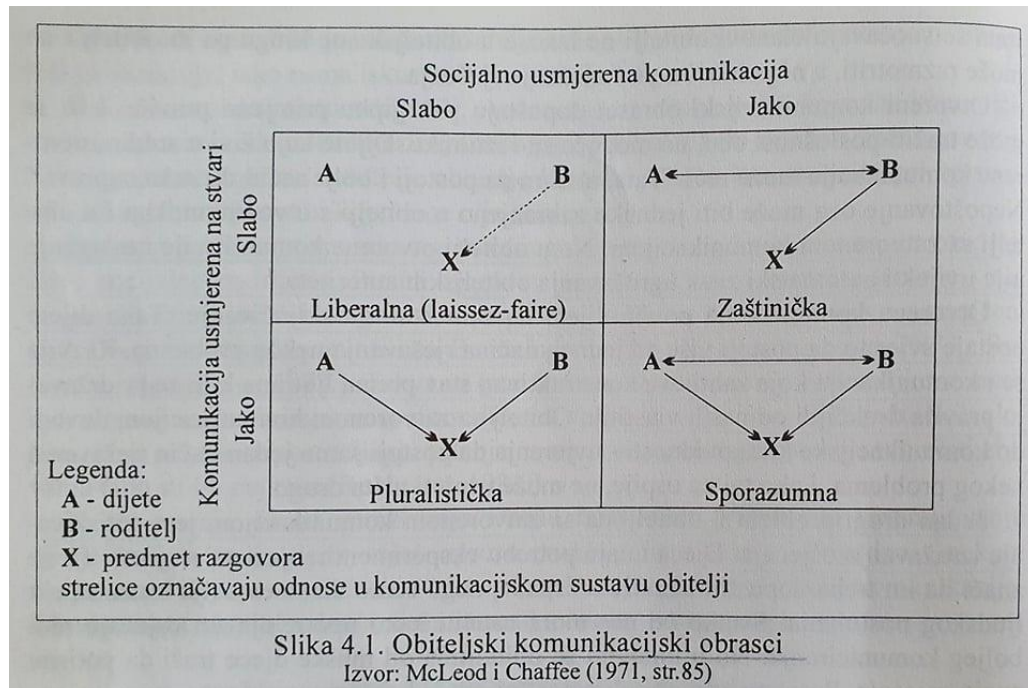 Socijalno usmjerena komunikacija
Slabo Jako
Komunikacija usmjerena na stvari
Slabo
A B A B
X X
Liberalna (laissez-faire) Zaštinička
Jako
A B A B
X X
Pluralistička Sporazumna
Legenda:
A - dijete
B - roditelj
X - predmet razgovora
strelice označavaju odnose u komunikacijskom sustavu obitelji
Slika 4.1. Obiteljski komunikacijski obrasci
Izvor: McLeod i Chaffee (1971, str.85)